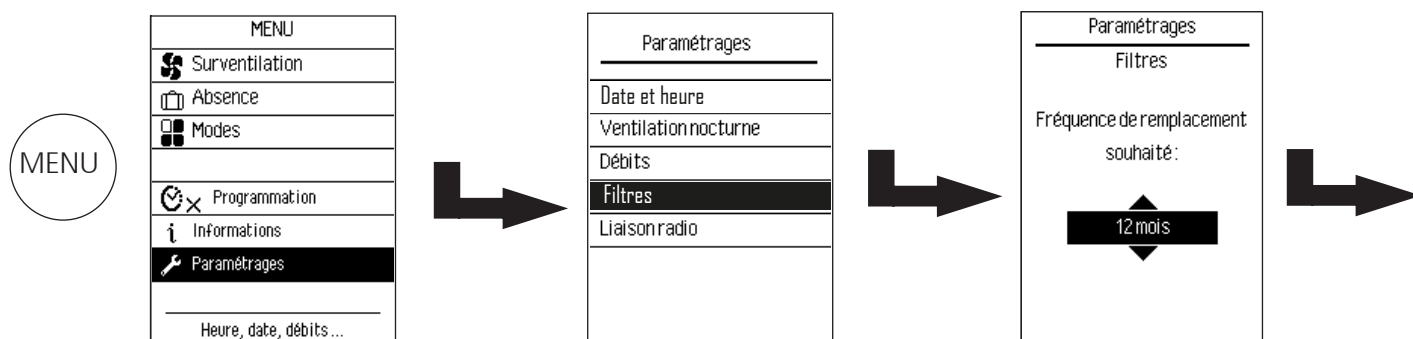 MENU
MENU
Surventilation
Absence
Modes
Programmation
i Informations
Paramétrages
Heure, date, débits ...
Paramétrages
Date et heure
Ventilation nocturne
Débits
Filtres
Liaison radio
Paramétrages
Filtres
Fréquence de remplacement
souhaité :
12 mois